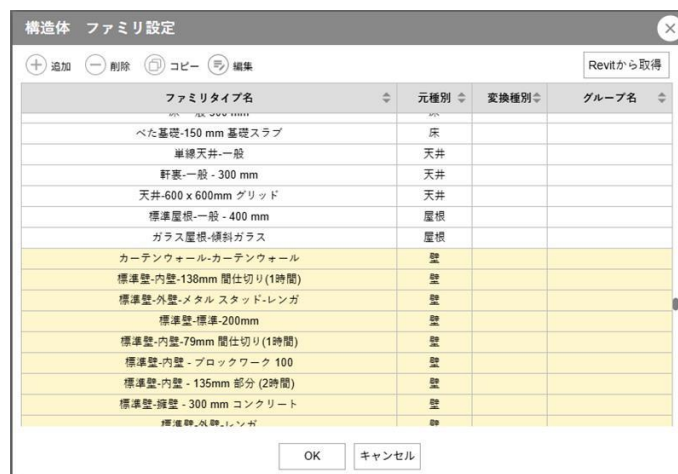 構造体 ファミリ設定
追加 削除 コピー 編集 Revitから取得
ファミリタイプ名 元種別 変換種別 グループ名
べた基礎-150 mm 基礎スラブ 床
単線天井-一般 天井
軒裏-一般 - 300 mm 天井
天井-600 x 600mm グリッド 天井
標準屋根-一般 - 400 mm 屋根
ガラス屋根-傾斜ガラス 屋根
カーテンウォール-カーテンウォール 壁
標準壁-内壁-138mm 間仕切り(1時間) 壁
標準壁-外壁-メタル スタッド-レンガ 壁
標準壁-標準-200mm 壁
標準壁-内壁-79mm 間仕切り(1時間) 壁
標準壁-内壁 - ブロックワーク 100 壁
標準壁-内壁 - 135mm 部分 (2時間) 壁
標準壁-擁壁 - 300 mm コンクリート 壁
標準壁-外壁-レンガ 壁
OK キャンセル